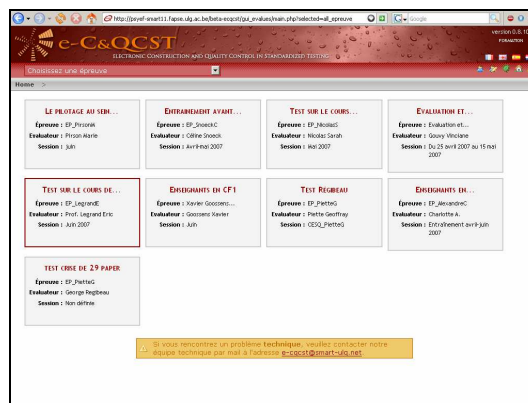 http://psyef-smart11.fapse.ulg.ac.be/beta-ecqcst/gui_evalues/main.php?selected=all_epreuve
Google
e-C&QCST
ELECTRONIC CONSTRUCTION AND QUALITY CONTROL IN STANDARDIZED TESTING
version 0.8.10
FORMATION
Choisissez une épreuve
Home >
LE PILOTAGE AU SEIN...
Épreuve : EP_PirsonM
Evaluateur : Pirson Marie
Session : juin
ENTRAINEMENT AVANT...
Épreuve : EP_SnoeckC
Evaluateur : Céline Snoeck
Session : Avril-mai 2007
TEST SUR LE COURS...
Épreuve : EP_NicolasS
Evaluateur : Nicolas Sarah
Session : Mai 2007
EVALUATION ET...
Épreuve : Evaluation et...
Evaluateur : Gouvy Vinciane
Session : Du 25 avril 2007 au 15 mai
2007
TEST SUR LE COURS DE...
Épreuve : EP_LegrandE
Evaluateur : Prof. Legrand Eric
Session : Juin 2007
ENSEIGNANTS EN CF1
Épreuve : Xavier Goossens...
Evaluateur : Goossens Xavier
Session : Juin
TEST RÉGIBEAU
Épreuve : EP_PietteG
Evaluateur : Piette Geoffray
Session : CESQ_PietteG
ENSEIGNANTS EN...
Épreuve : EP_AlexandreC
Evaluateur : Charlotte A.
Session : Entraînement avril-juin
2007
TEST CRISE DE 29 PAPER
Épreuve : EP_PietteG
Evaluateur : George Regibeau
Session : Non définie
Si vous rencontrez un problème technique, veuillez contacter notre
équipe technique par mail à l'adresse e-cqcst@smart-ulg.net.